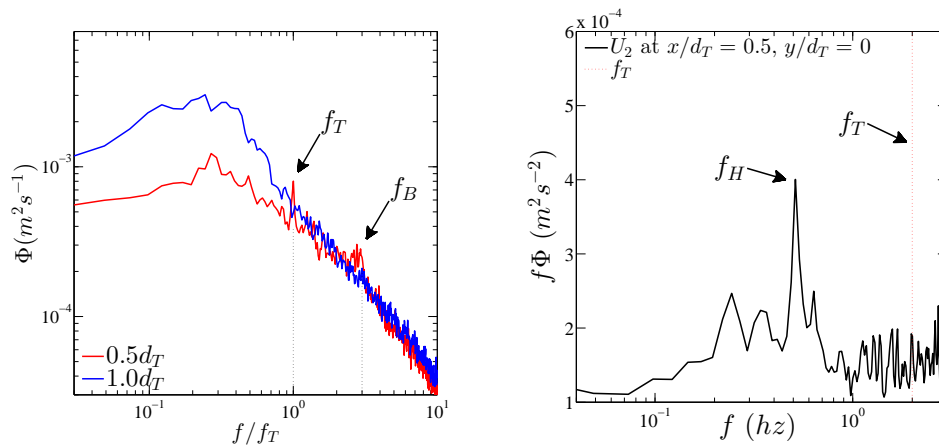 f_T
f_B
10^{-3}
10^{-4}
Φ(m^2s^{-1})
0.5d_T
1.0d_T
10^{-1}
10^0
10^1
f/f_T
x 10^{-4}
6
5
4
3
2
1
U_2 at x/d_T = 0.5, y/d_T = 0
f_T
f_T
f_H
fΦ (m^2s^{-2})
10^{-1}
10^0
f (hz)